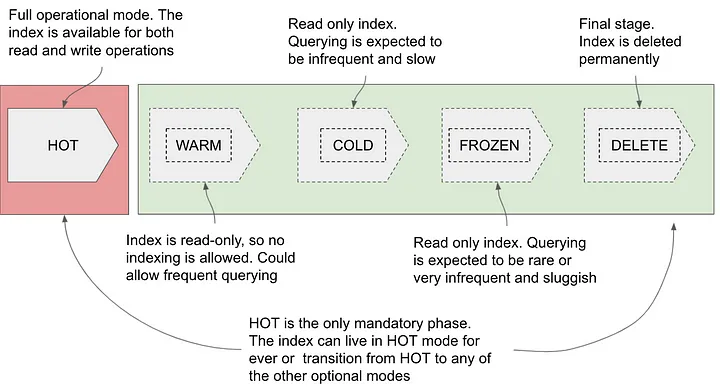 Full operational mode. The
index is available for both
read and write operations
Read only index.
Querying is expected to
be infrequent and slow
Final stage.
Index is deleted
permanently
HOT
WARM
COLD
FROZEN
DELETE
Index is read-only, so no
indexing is allowed. Could
allow frequent querying
Read only index. Querying
is expected to be rare or
very infrequent and sluggish
HOT is the only mandatory phase.
The index can live in HOT mode for
ever or transition from HOT to any of
the other optional modes